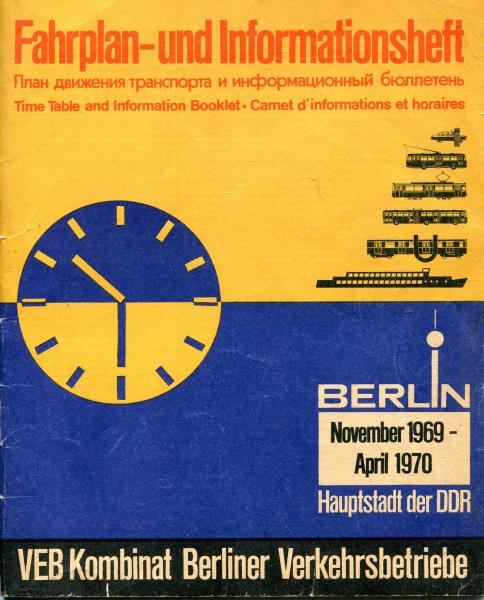 Fahrplan- und Informationsheft
План движения транспорта и информационный бюллетень
Time Table and Information Booklet • Carnet d'informations et horaires
U
BERLIN
November 1969 -
April 1970
Hauptstadt der DDR
VEB Kombinat Berliner Verkehrsbetriebe